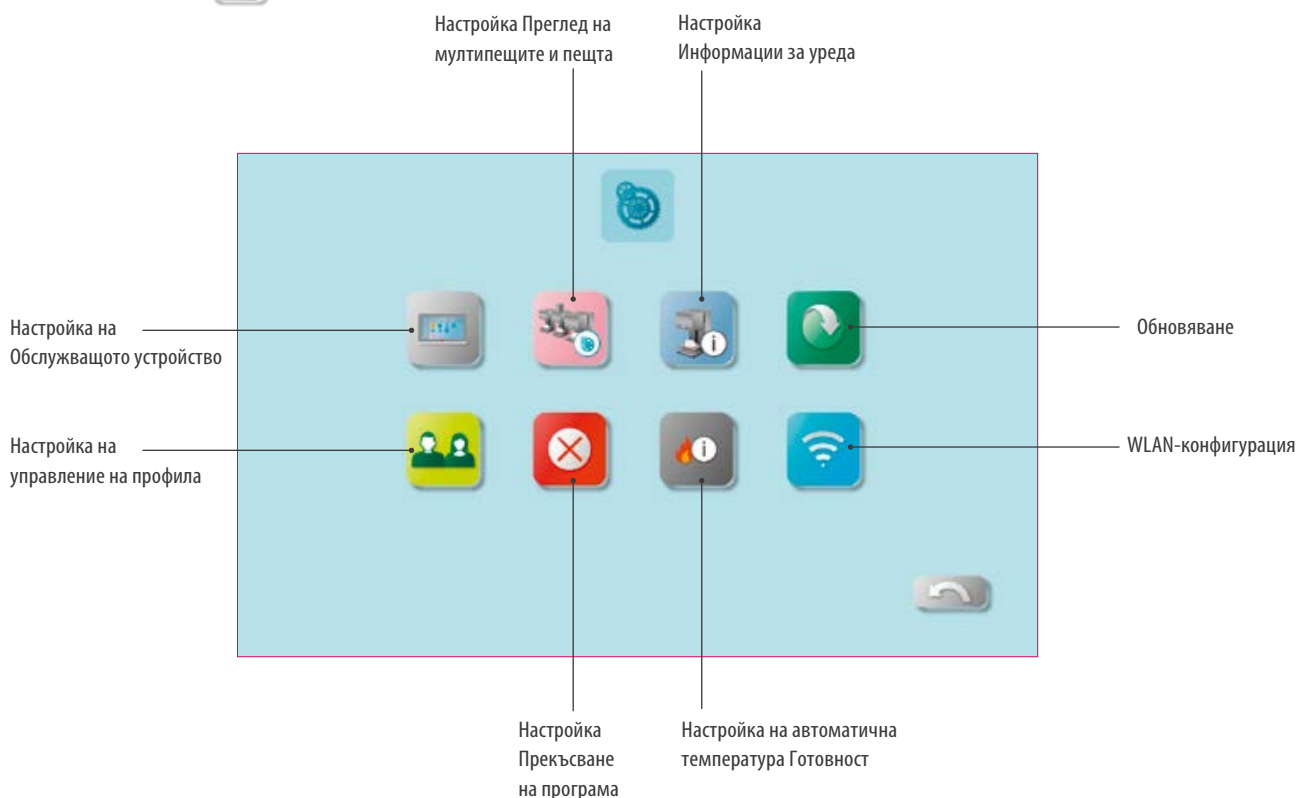 Настройка Преглед на
мултипещите и пещта
Настройка
Информации за уреда
Настройка на
Обслужващото устройство
Обновяване
Настройка на
управление на профила
WLAN-конфигурация
Настройка
Прекъсване
на програма
Настройка на автоматична
температура Готовност